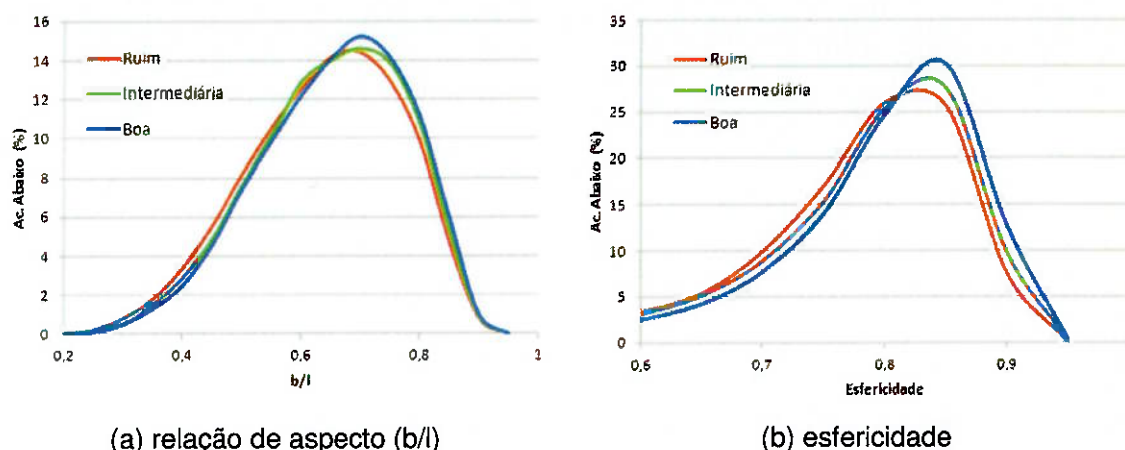 16
14
12
10
8
6
4
2
0
Ac. Abaixo (%)
Ruim
Intermediária
Boa
0,2
0,4
0,6
0,8
1
b/l
(a) relação de aspecto (b/l)
35
30
25
20
15
10
5
0
Ac. Abaixo (%)
Ruim
Intermediária
Boa
0,6
0,7
0,8
0,9
Esfericidade
(b) esfericidade